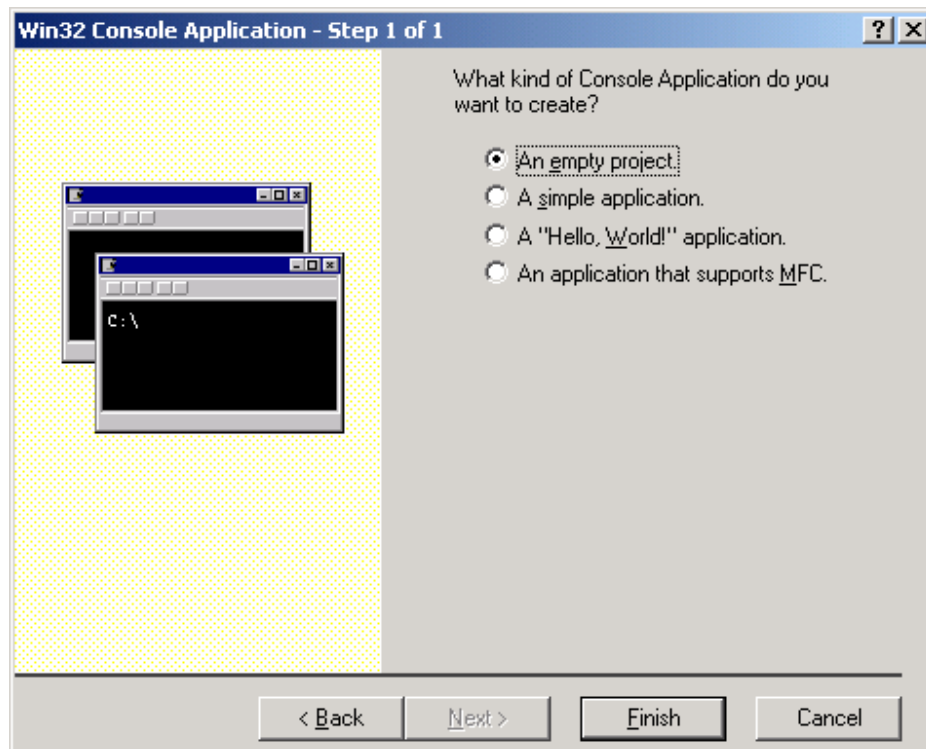 Win32 Console Application - Step 1 of 1
What kind of Console Application do you
want to create?
An empty project.
A simple application.
A "Hello, World!" application.
An application that supports MFC.
C:\
< Back
Next >
Finish
Cancel